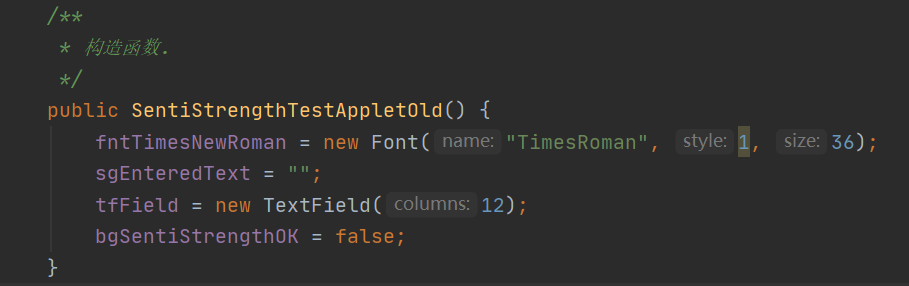 /**
 * 构造函数.
 */
public SentiStrengthTestAppletOld() {
    fntTimesNewRoman = new Font( name: "TimesRoman", style: 1, size: 36);
    sgEnteredText = "";
    tfField = new TextField( columns: 12);
    bgSentiStrengthOK = false;
}